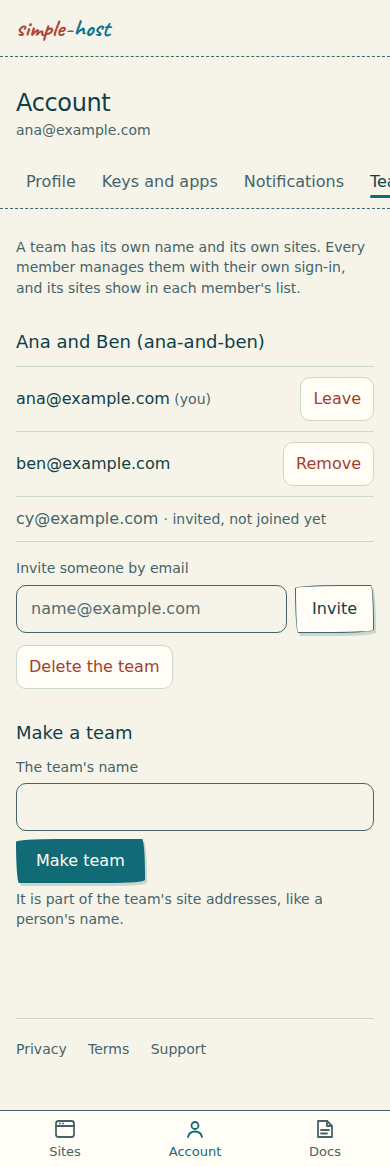 simple-host
Account
ana@example.com
Profile Keys and apps Notifications Tea
A team has its own name and its own sites. Every
member manages them with their own sign-in,
and its sites show in each member's list.
Ana and Ben (ana-and-ben)
ana@example.com (you) Leave
ben@example.com Remove
cy@example.com · invited, not joined yet
Invite someone by email
name@example.com Invite
Delete the team
Make a team
The team's name
Make team
It is part of the team's site addresses, like a
person's name.
Privacy Terms Support
Sites Account Docs